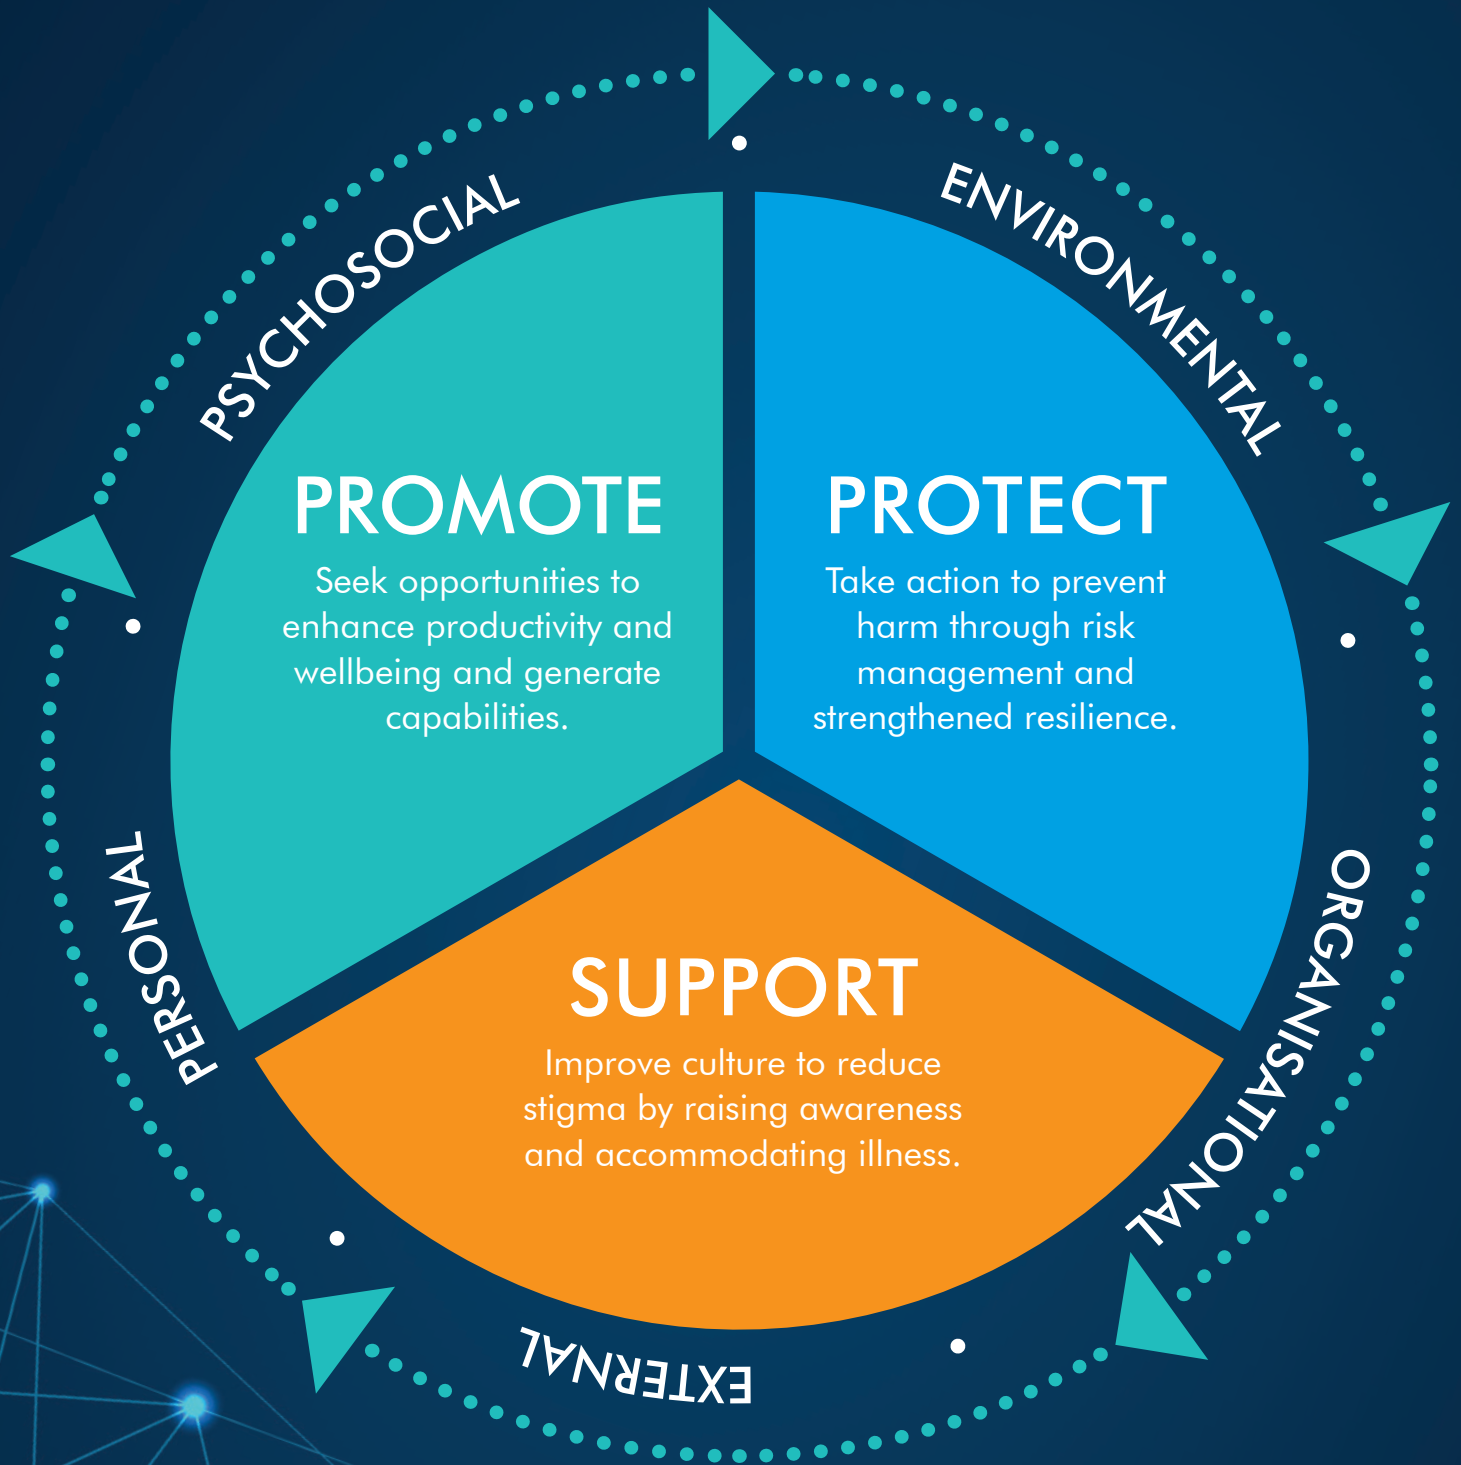 PSYCHOSOCIAL
ENVIRONMENTAL
PROMOTE
Seek opportunities to
enhance productivity and
wellbeing and generate
capabilities.
PROTECT
Take action to prevent
harm through risk
management and
strengthened resilience.
PERSONAL
ORGANISATIONAL
SUPPORT
Improve culture to reduce
stigma by raising awareness
and accommodating illness.
EXTERNAL